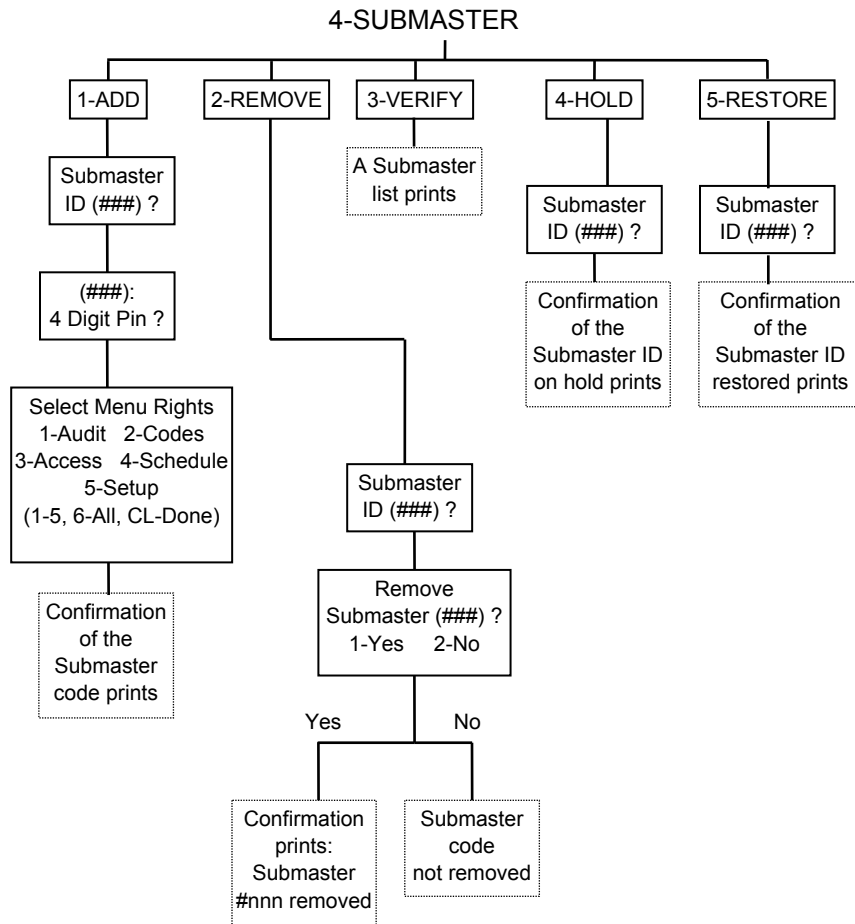 4-SUBMASTER
1-ADD
2-REMOVE
3-VERIFY
4-HOLD
5-RESTORE
Submaster
ID (###) ?
(###):
4 Digit Pin ?
Select Menu Rights
1-Audit 2-Codes
3-Access 4-Schedule
5-Setup
(1-5, 6-All, CL-Done)
Confirmation
of the
Submaster
code prints
Submaster
ID (###) ?
Remove
Submaster (###) ?
1-Yes 2-No
Yes
No
Confirmation
prints:
Submaster
#nnn removed
Submaster
code
not removed
A Submaster
list prints
Submaster
ID (###) ?
Confirmation
of the
Submaster ID
on hold prints
Submaster
ID (###) ?
Confirmation
of the
Submaster ID
restored prints